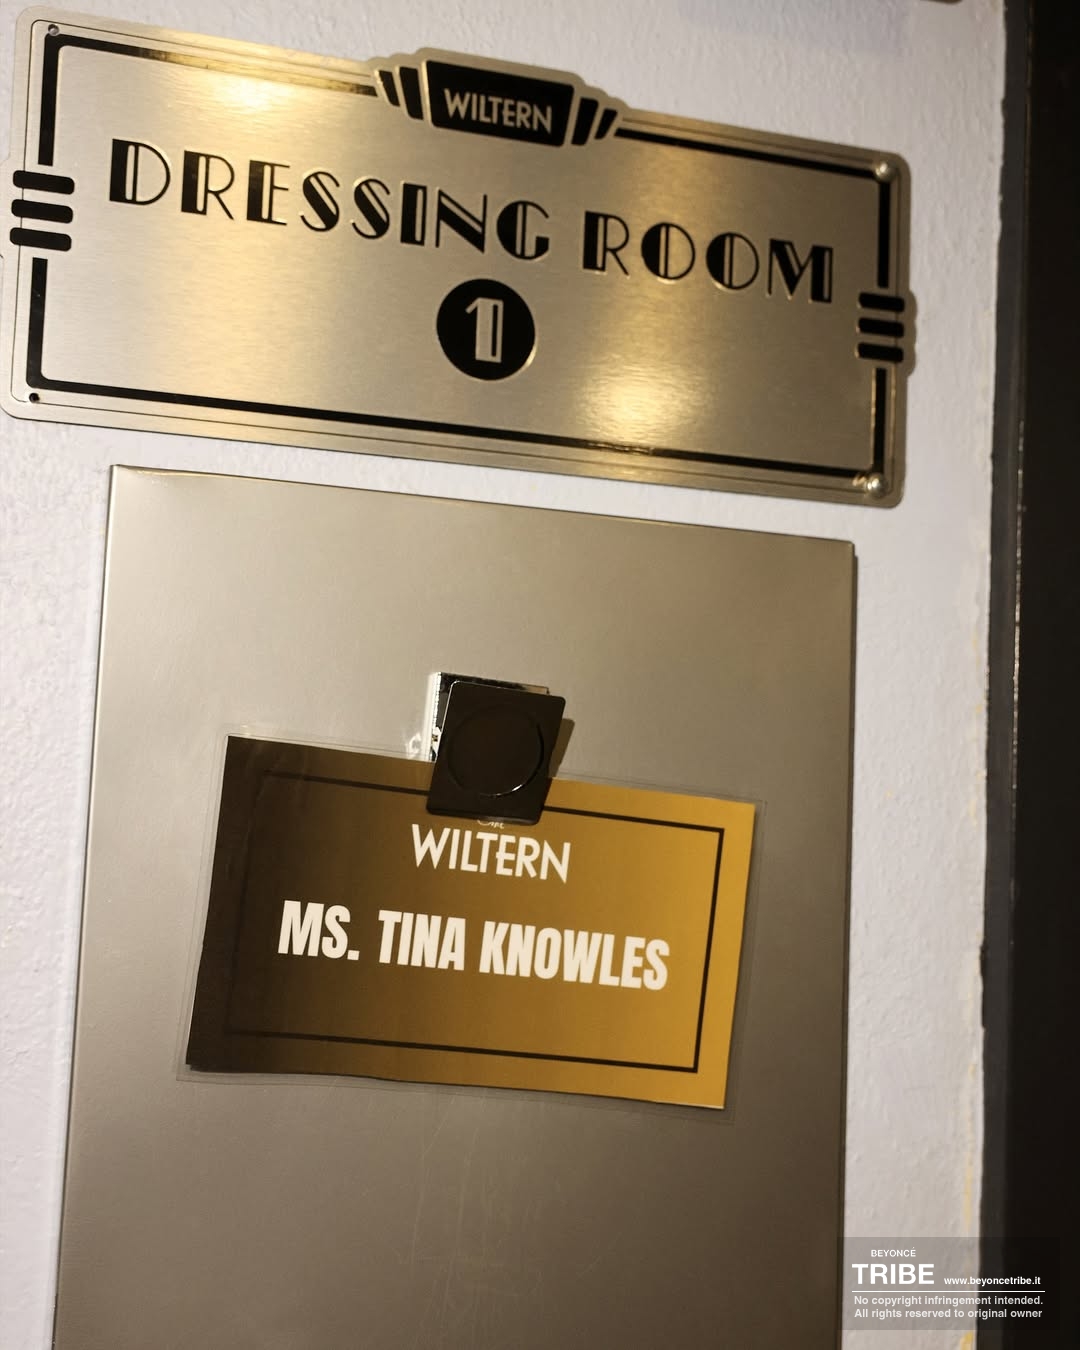 WILTERN
DRESSING ROOM
1
The
WILTERN
MS. TINA KNOWLES
BEYONCÉ
TRIBE www.beyoncetribe.it
No copyright infringement intended.
All rights reserved to original owner